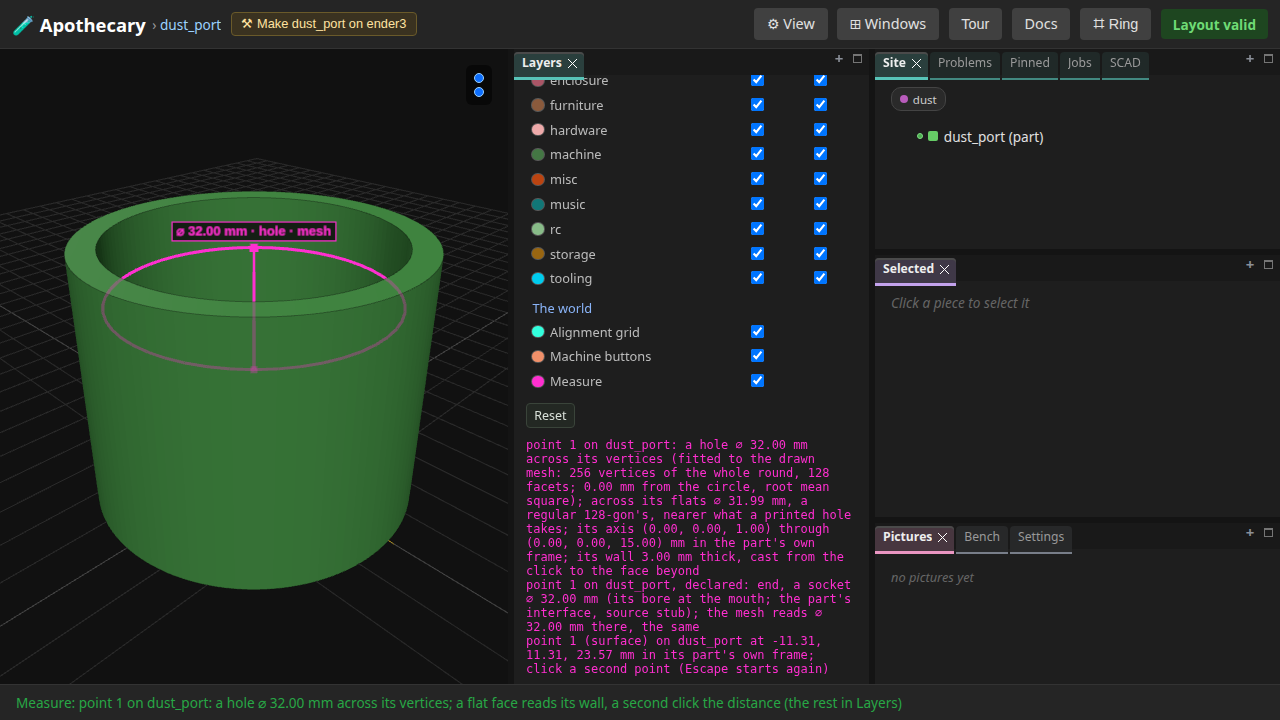 Apothecary › dust_port
⚒ Make dust_port on ender3
⚙ View
⊞ Windows
Tour
Docs
⌗ Ring
Layout valid
⌀ 32.00 mm · hole · mesh
Layers
enclosure
furniture
hardware
machine
misc
music
rc
storage
tooling
The world
Alignment grid
Machine buttons
Measure
Reset
point 1 on dust_port: a hole ⌀ 32.00 mm
across its vertices (fitted to the drawn
mesh: 256 vertices of the whole round, 128
facets; 0.00 mm from the circle, root mean
square); across its flats ⌀ 31.99 mm, a
regular 128-gon's, nearer what a printed hole
takes; its axis (0.00, 0.00, 1.00) through
(0.00, 0.00, 15.00) mm in the part's own
frame; its wall 3.00 mm thick, cast from the
click to the face beyond
point 1 on dust_port, declared: end, a socket
⌀ 32.00 mm (its bore at the mouth; the part's
interface, source stub); the mesh reads ⌀
32.00 mm there, the same
point 1 (surface) on dust_port at -11.31,
11.31, 23.57 mm in its part's own frame;
click a second point (Escape starts again)
Site
Problems
Pinned
Jobs
SCAD
dust
dust_port (part)
Selected
Click a piece to select it
Pictures
Bench
Settings
no pictures yet
Measure: point 1 on dust_port: a hole ⌀ 32.00 mm across its vertices; a flat face reads its wall, a second click the distance (the rest in Layers)